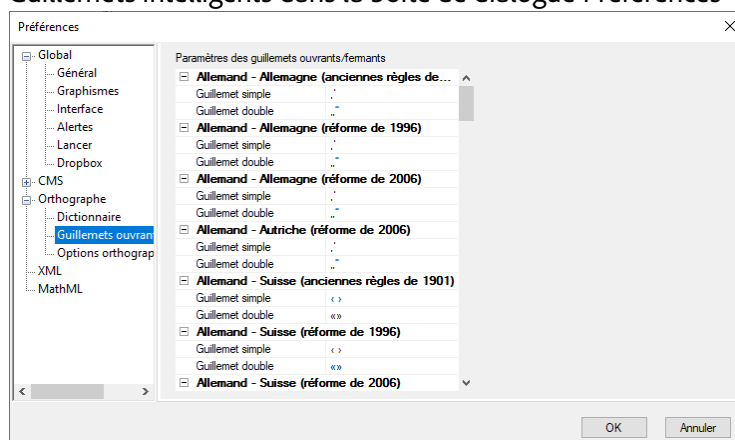 Guillemets intelligents dans la boîte de dialogue Préférences
Préférences
Global
Général
Graphismes
Interface
Alertes
Lancer
Dropbox
CMS
Orthographe
Dictionnaire
Guillemets ouvran
Options orthograp
XML
MathML
Paramètres des guillemets ouvrants/fermants
Allemand - Allemagne (anciennes règles de...
Guillemet simple ‚‘
Guillemet double „“
Allemand - Allemagne (réforme de 1996)
Guillemet simple ‚‘
Guillemet double „“
Allemand - Allemagne (réforme de 2006)
Guillemet simple ‚‘
Guillemet double „“
Allemand - Autriche (réforme de 2006)
Guillemet simple ‚‘
Guillemet double „“
Allemand - Suisse (anciennes règles de 1901)
Guillemet simple ‹ ›
Guillemet double «»
Allemand - Suisse (réforme de 1996)
Guillemet simple ‹ ›
Guillemet double «»
Allemand - Suisse (réforme de 2006)
OK Annuler